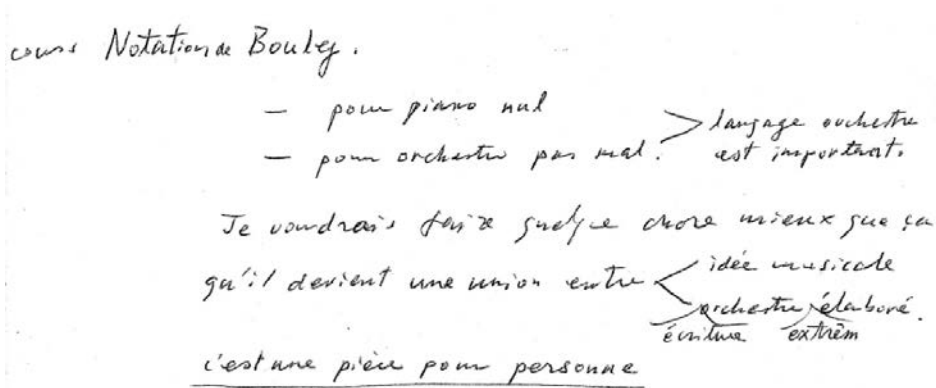 cours Notation de Boulez.
— pour piano nul
— pour orchestre pas mal. > langage orchestre est important.
Je voudrais faire quelque chose mieux que ça
qu'il devient une union entre < idée musicale
orchestre élaboré.
écriture extrêm
c'est une pièce pour personne